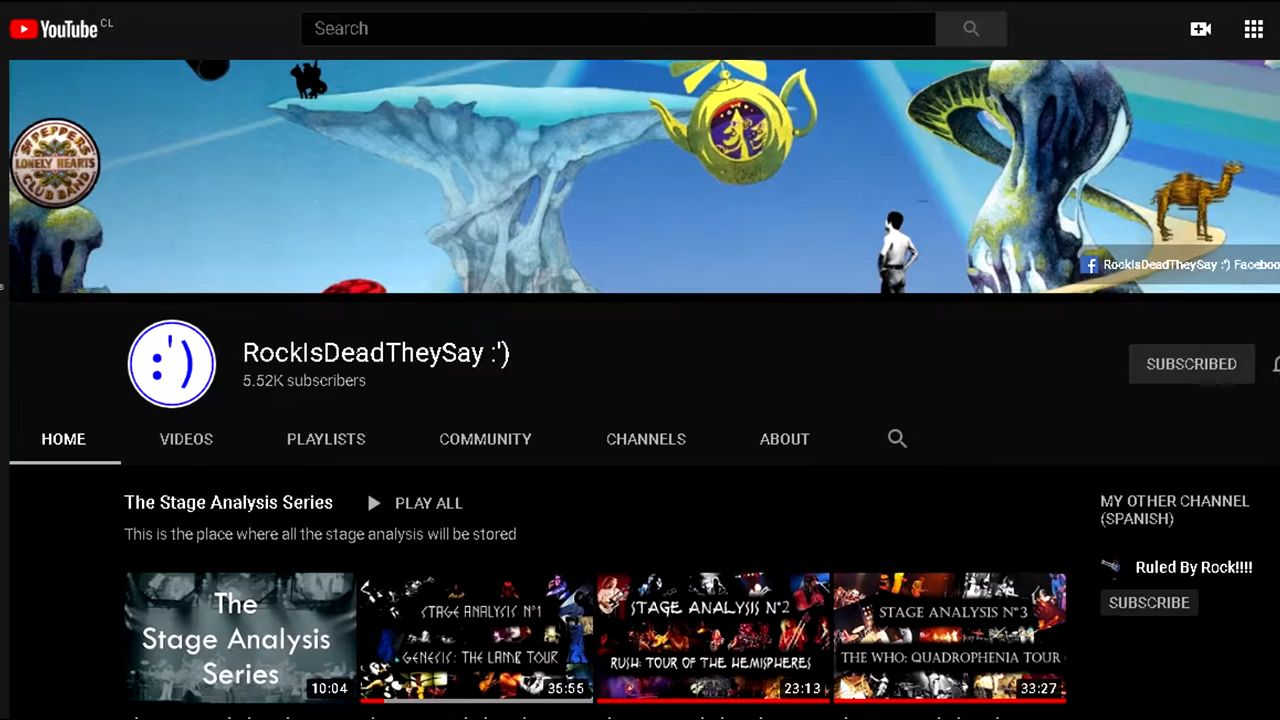 YouTube CL
Search
SGT PEPPERS
LONELY HEARTS
CLUB BAND
RockIsDeadTheySay :') Faceboo
RockIsDeadTheySay :')
5.52K subscribers
SUBSCRIBED
HOME VIDEOS PLAYLISTS COMMUNITY CHANNELS ABOUT
The Stage Analysis Series PLAY ALL
This is the place where all the stage analysis will be stored
MY OTHER CHANNEL
(SPANISH)
Ruled By Rock!!!!
SUBSCRIBE
The
Stage Analysis
Series
10:04
STAGE ANALYSIS Nº1
GENESIS: THE LAMB TOUR
35:55
STAGE ANALYSIS Nº2
RUSH: TOUR OF THE HEMISPHERES
23:13
STAGE ANALYSIS Nº3
THE WHO: QUADROPHENIA TOUR
33:27